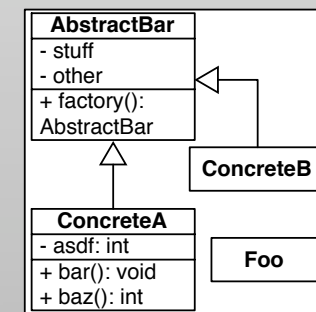 AbstractBar
- stuff
- other
+ factory():
AbstractBar
ConcreteB
ConcreteA
- asdf: int
+ bar(): void
+ baz(): int
Foo